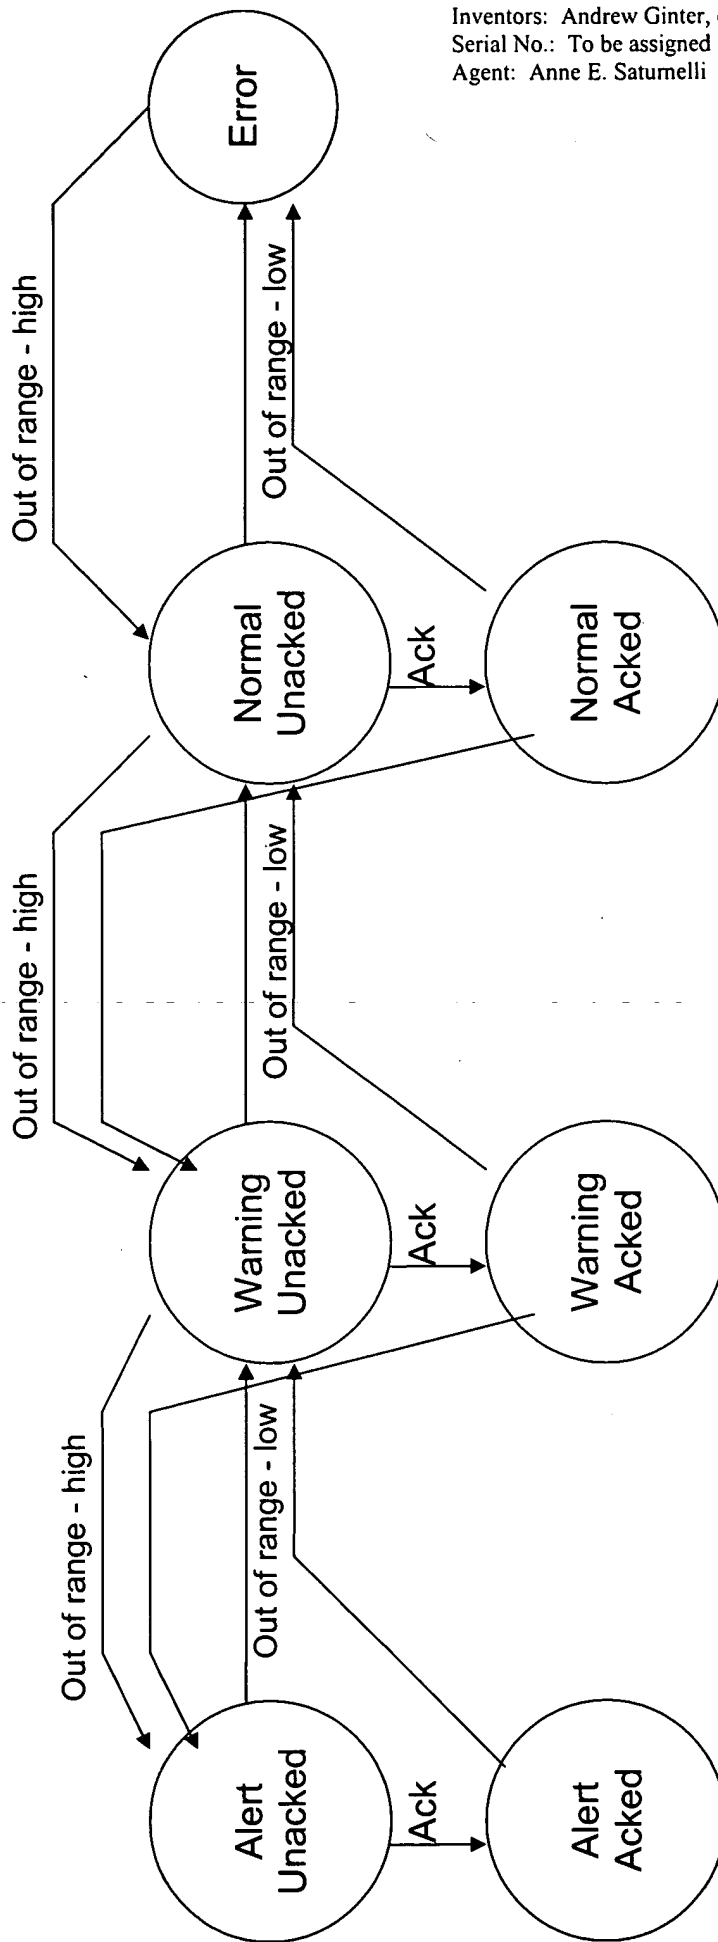 Inventors: Andrew Ginter,
Serial No.: To be assigned
Agent: Anne E. Saturnelli
Out of range - high
Out of range - high
Out of range - high
Alert
Unacked
Out of range - low
Warning
Unacked
Out of range - low
Normal
Unacked
Out of range - low
Error
Ack
Ack
Ack
Alert
Acked
Warning
Acked
Normal
Acked